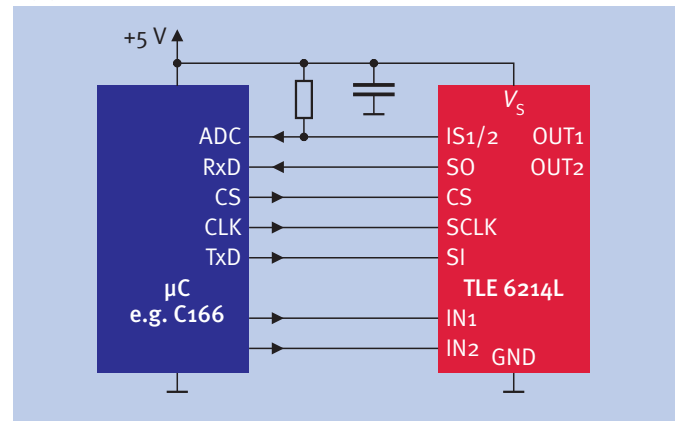 +5 V
V_S
ADC IS1/2 OUT1
RxD SO OUT2
CS CS
CLK SCLK
TxD SI
µC TLE 6214L
e.g. C166 IN1
IN2 GND